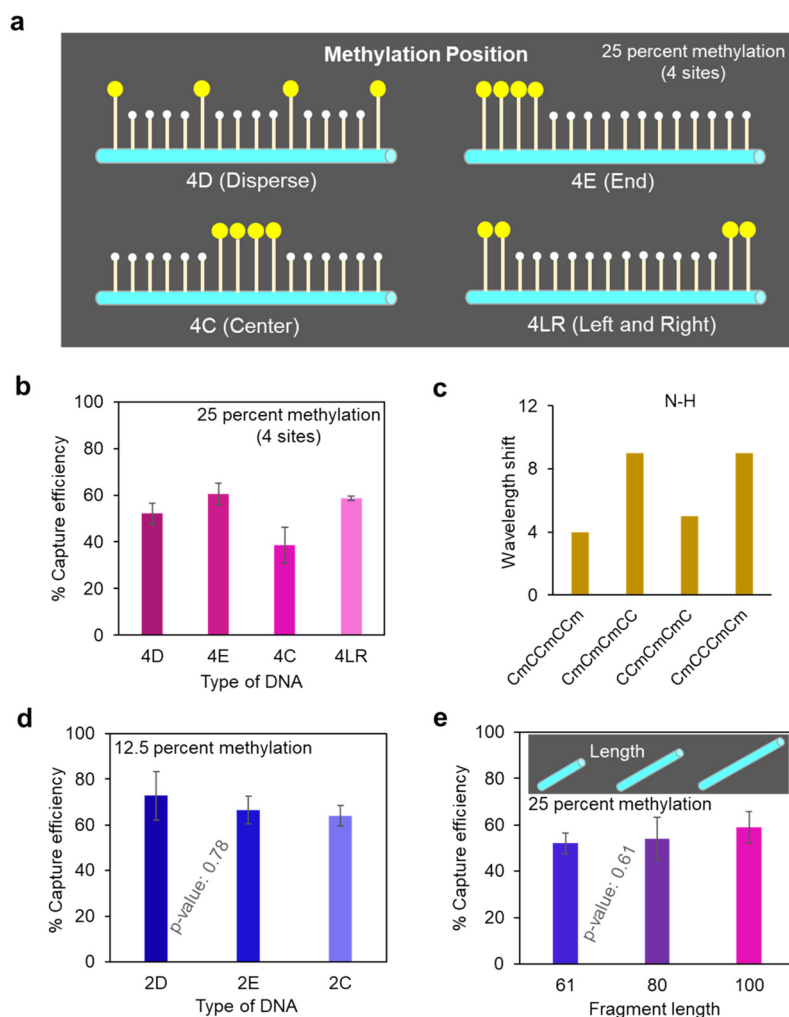 a
Methylation Position
25 percent methylation
(4 sites)
4D (Disperse)
4E (End)
4C (Center)
4LR (Left and Right)
b
% Capture efficiency
100
80
60
40
20
0
25 percent methylation
(4 sites)
4D
4E
4C
4LR
Type of DNA
c
N-H
Wavelength shift
12
8
4
0
CmCCmCCm
CmCmCmCC
CCmCmCmC
CmCCCmCm
d
% Capture efficiency
100
80
60
40
20
0
12.5 percent methylation
p-value: 0.78
2D
2E
2C
Type of DNA
e
% Capture efficiency
100
80
60
40
20
0
Length
25 percent methylation
p-value: 0.61
61
80
100
Fragment length